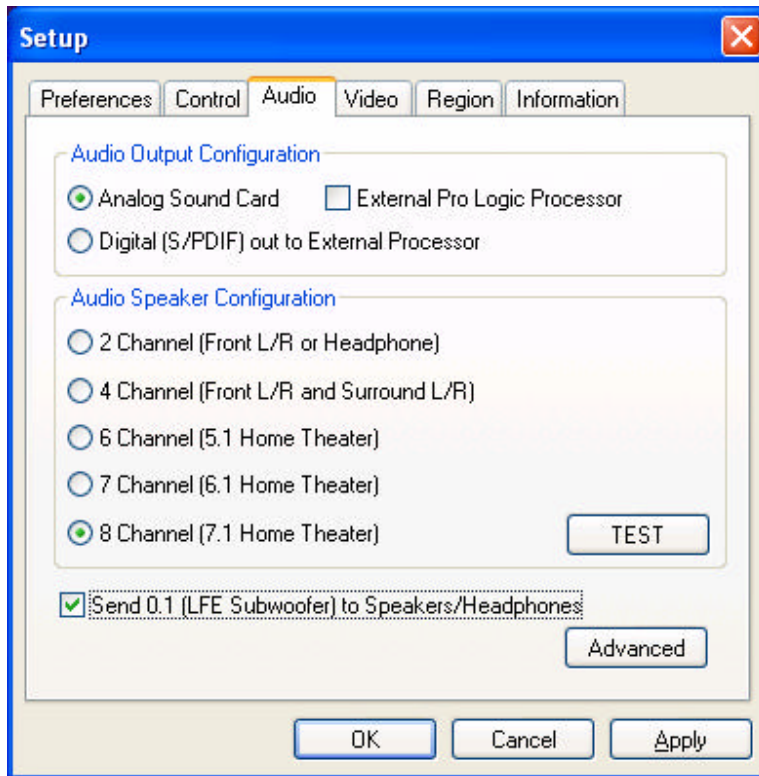 Setup
Preferences Control Audio Video Region Information
Audio Output Configuration
Analog Sound Card External Pro Logic Processor
Digital (S/PDIF) out to External Processor
Audio Speaker Configuration
2 Channel (Front L/R or Headphone)
4 Channel (Front L/R and Surround L/R)
6 Channel (5.1 Home Theater)
7 Channel (6.1 Home Theater)
8 Channel (7.1 Home Theater) TEST
Send 0.1 (LFE Subwoofer) to Speakers/Headphones
Advanced
OK Cancel Apply